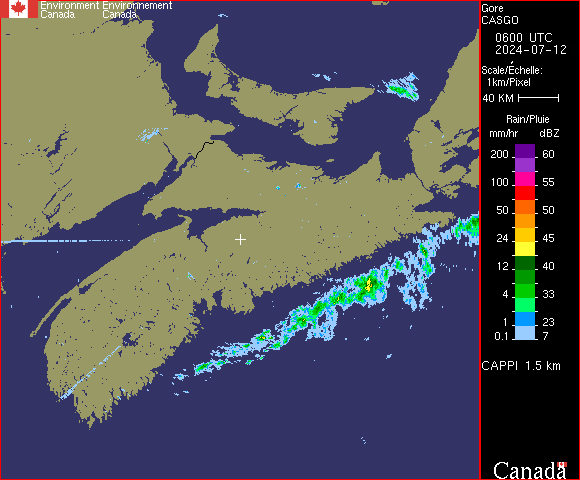 Environment Environnement
Canada Canada
Gore
CASGO
0600 UTC
2024-07-12
Scale/Échelle:
1km/Pixel
40 KM
Rain/Pluie
mm/hr dBZ
200 60
100 55
50 50
24 45
12 40
4 33
1 23
0.1 7
CAPPI 1.5 km
Canada